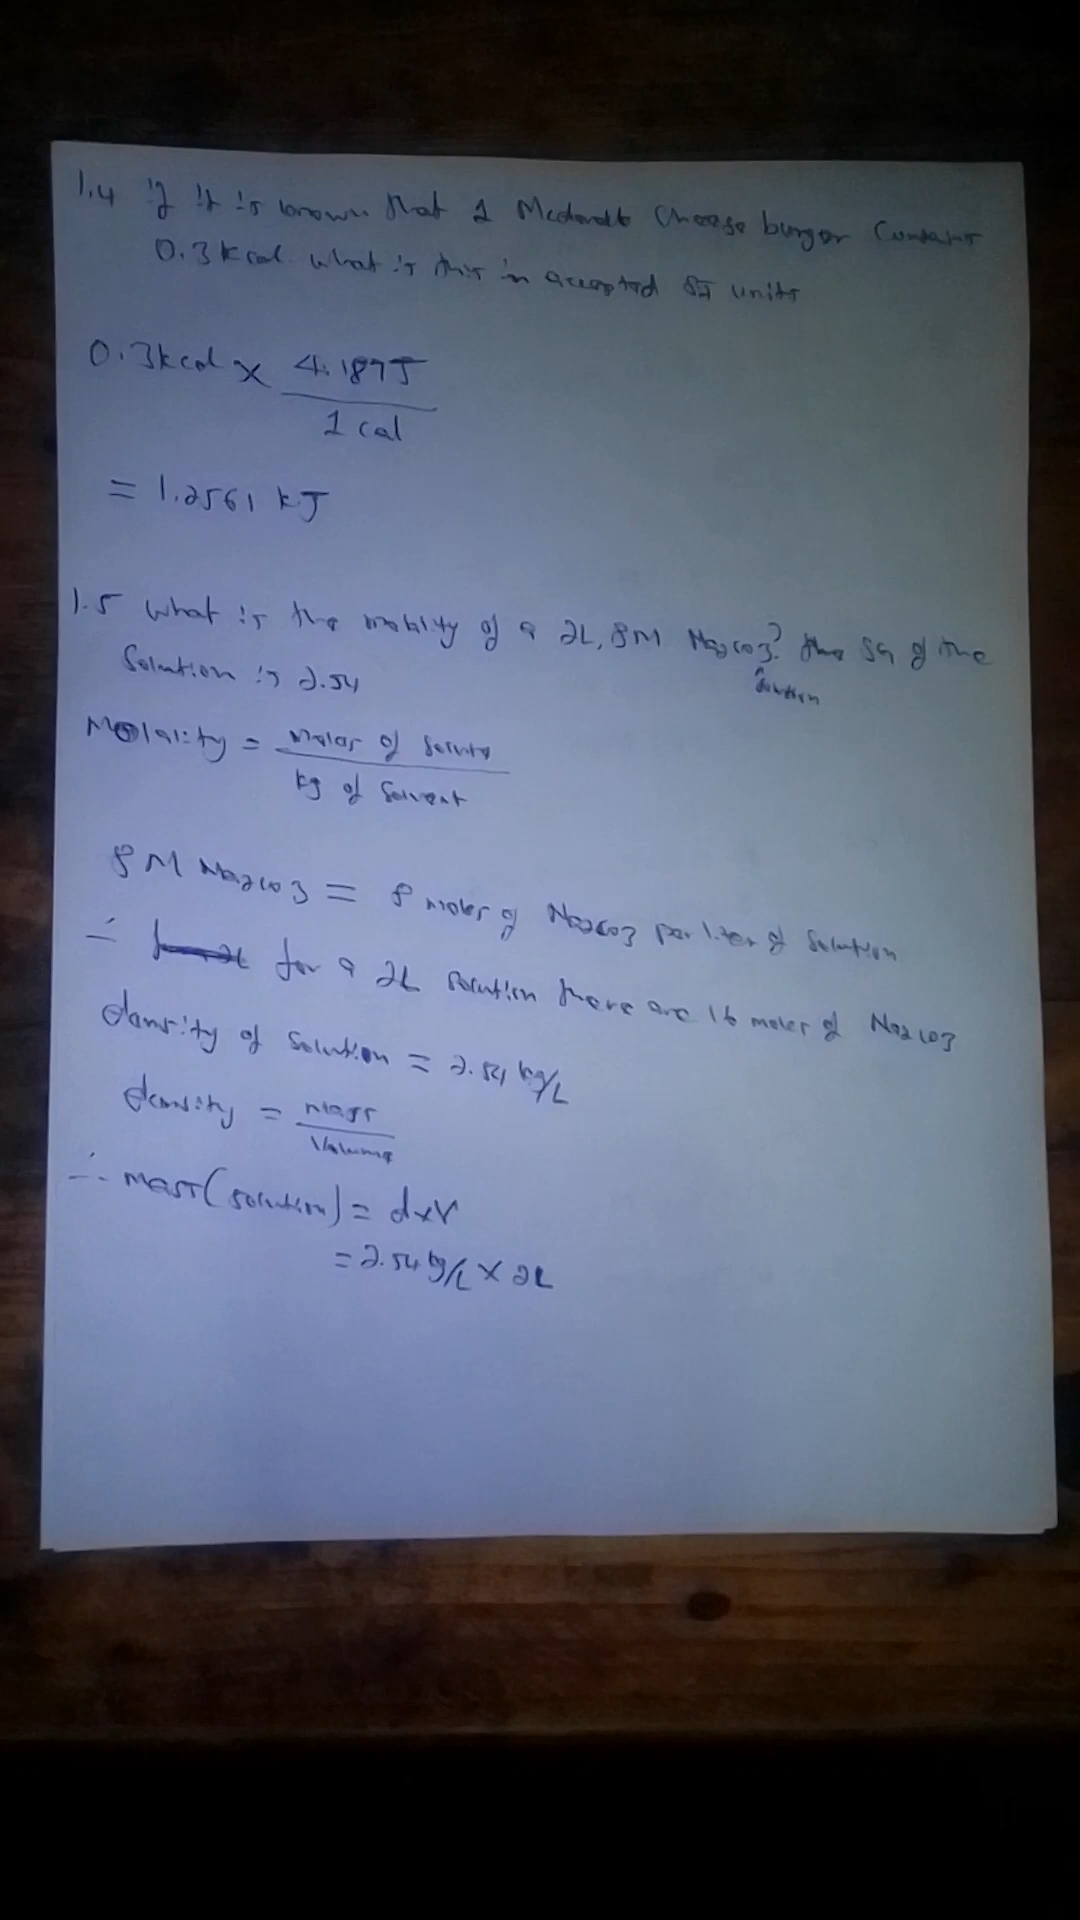 1.4 if it is known that 1 Mcdonalds Cheese burger Contains
0.3 kcal. what is this in accepted SI units
0.3kcal x 4.187J
1 cal
= 1.2561 kJ
1.5 what is the molality of a 2L, 8M Na2CO3? the SG of the
solution
Solution is 2.54
Molality = moles of solute
kg of solvent
8M Na2CO3 = 8 moles of Na2CO3 per liter of solution
∴ for a 2L solution there are 16 moles of Na2CO3
density of solution = 2.54 kg/L
density = mass
Volume
∴ mass(solution) = dxV
= 2.54kg/L x 2L